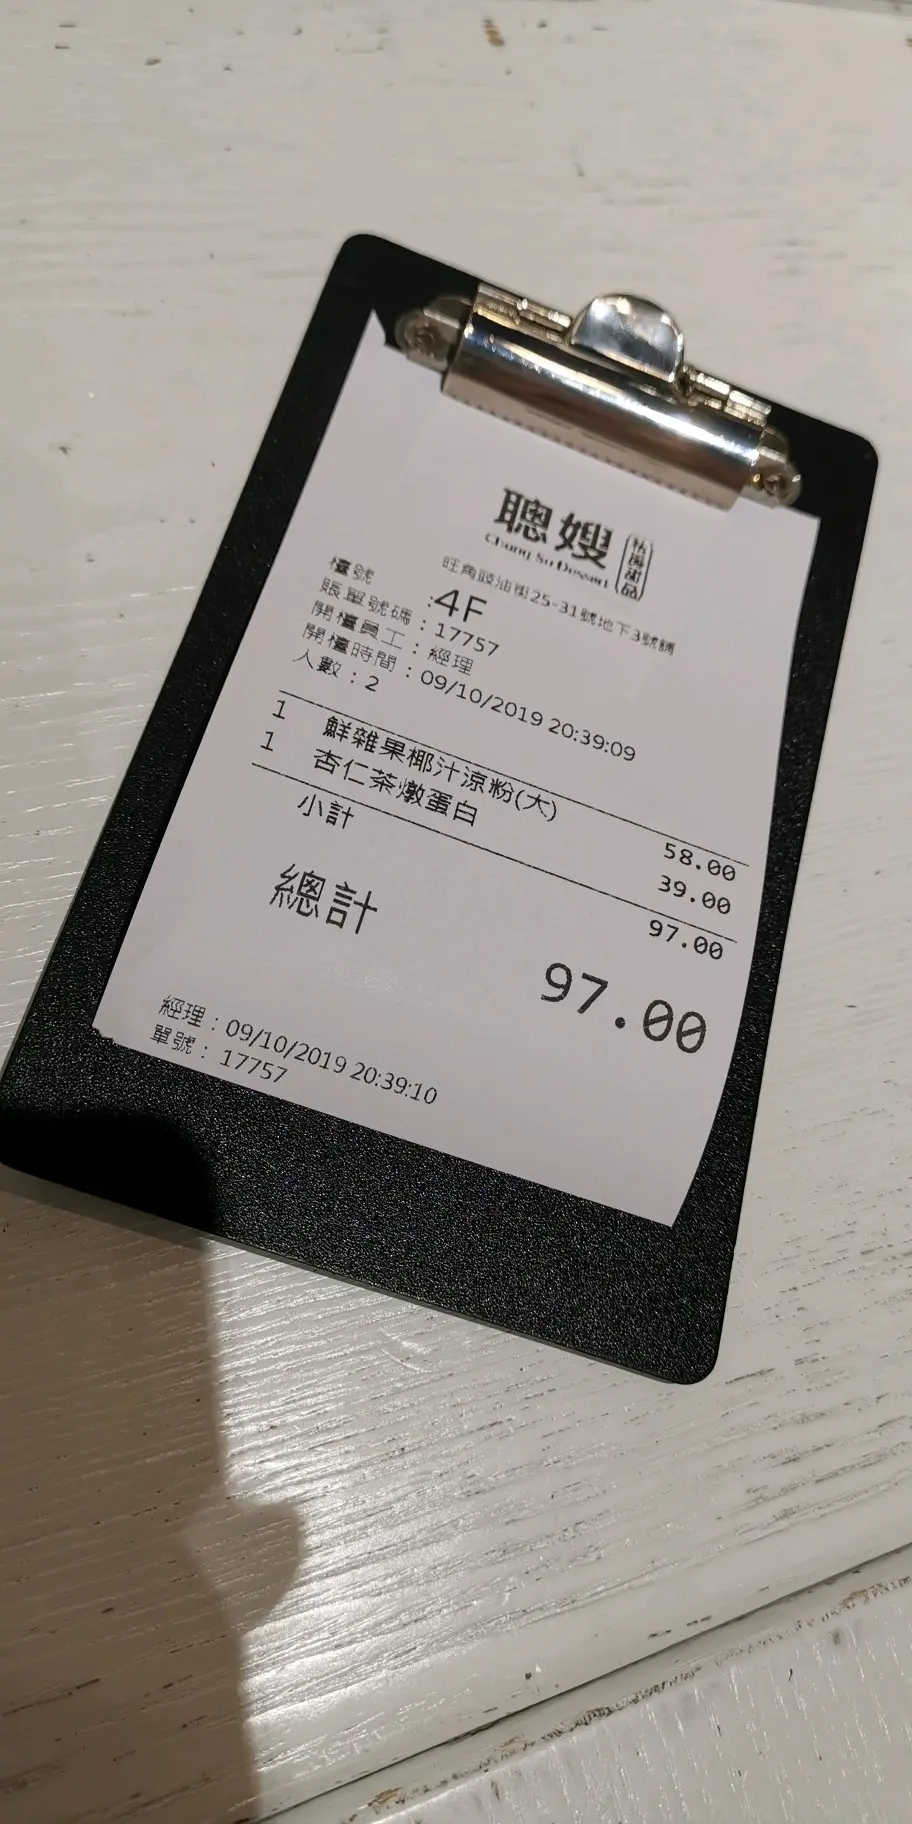 聰嫂
私房甜品
Chung So Dessert
旺角豉油街25-31號地下3號舖
檯號 :4F
賬單號碼：17757
開檯員工：經理
開檯時間：09/10/2019 20:39:09
人數：2
1 鮮雜果椰汁涼粉(大) 58.00
1 杏仁茶燉蛋白 39.00
小計 97.00
總計 97.00
經理：09/10/2019 20:39:10
單號：17757